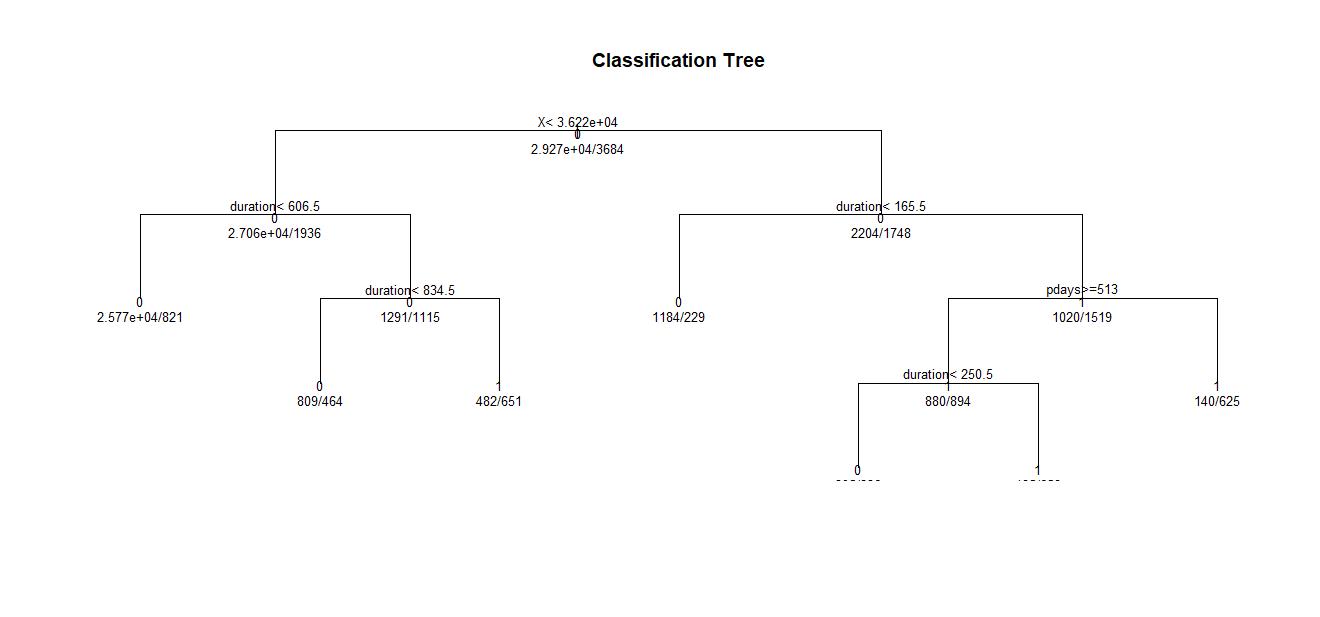 Classification Tree
X< 3.622e+04
0
2.927e+04/3684
duration< 606.5
0
2.706e+04/1936
duration< 165.5
0
2204/1748
0
2.577e+04/821
duration< 834.5
0
1291/1115
0
1184/229
pdays>=513
1
1020/1519
0
809/464
1
482/651
duration< 250.5
1
880/894
1
140/625
0
1